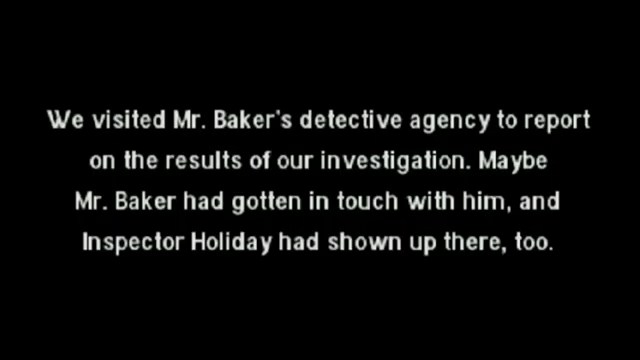 We visited Mr. Baker's detective agency to report
on the results of our investigation. Maybe
Mr. Baker had gotten in touch with him, and
Inspector Holiday had shown up there, too.